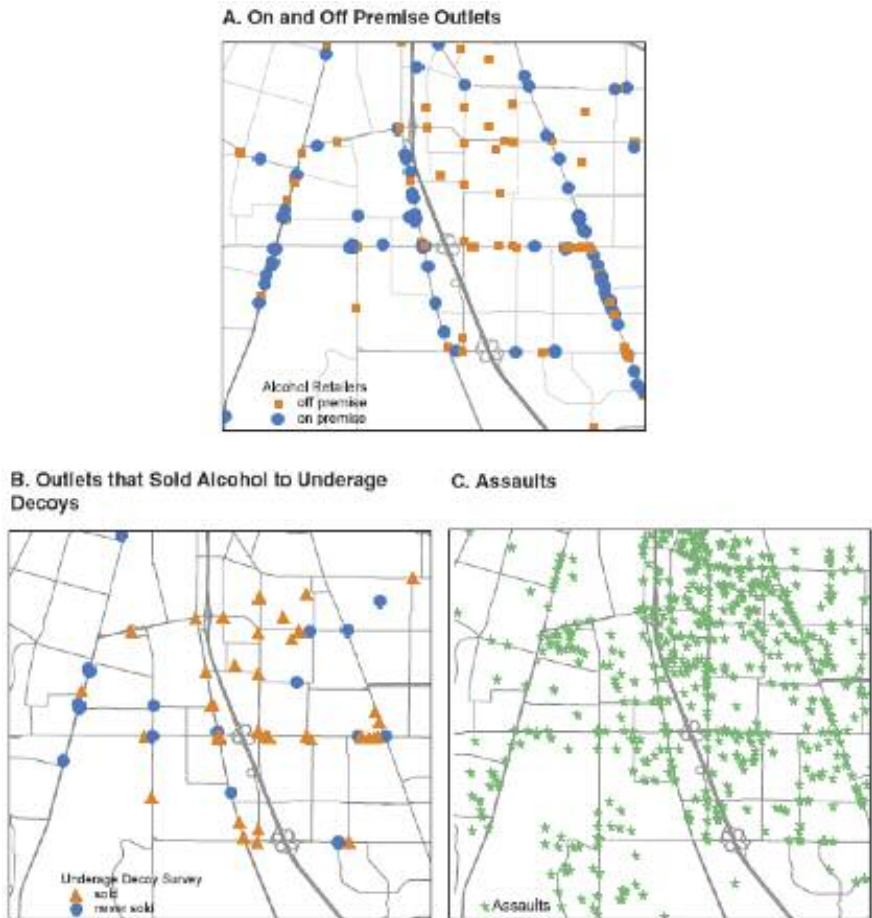 A. On and Off Premise Outlets
Alcohol Retailers
off premise
on premise
B. Outlets that Sold Alcohol to Underage
Decoys
C. Assaults
Underage Decoy Survey
sold
never sold
Assaults